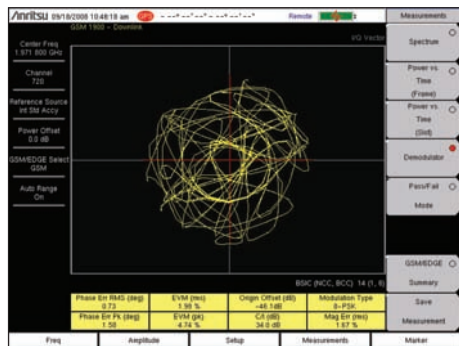 Anritsu 09/18/2008 10:48:18 am GPS Remote Measurements
GSM 1900 - Downlink
I/Q Vector
Center Freq
1.971 800 GHz
Channel
720
Reference Source
Int Std Accy
Power Offset
0.0 dB
GSM/EDGE Select
GSM
Auto Range
On
Spectrum
Power vs.
Time
(Frame)
Power vs.
Time
(Slot)
Demodulator
Pass/Fail
Mode
GSM/EDGE
Summary
Save
Measurement
BSIC (NCC, BCC) 14 (1, 6)
Phase Err RMS (deg) EVM (rms) Origin Offset (dB) Modulation Type
0.73 1.99 % -46.1dB 8-PSK
Phase Err Pk (deg) EVM (pk) C/I (dB) Mag Err (rms)
1.58 4.74 % 34.0 dB 1.67 %
Freq Amplitude Setup Measurements Marker